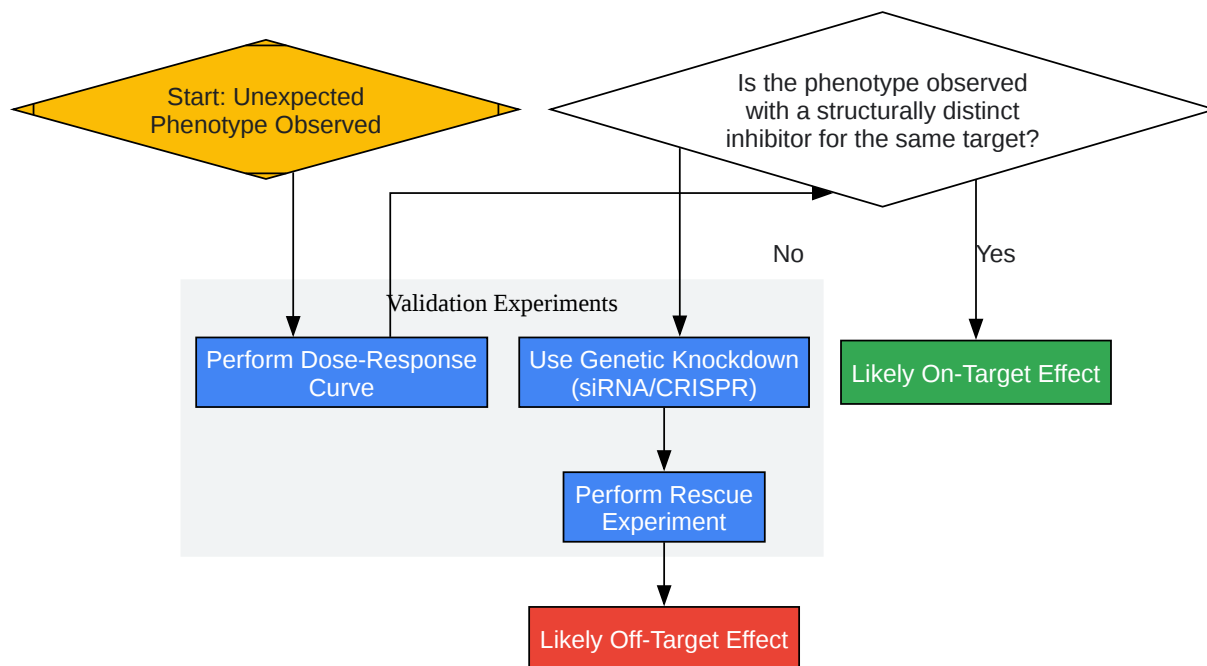 Start: Unexpected
Phenotype Observed
Is the phenotype observed
with a structurally distinct
inhibitor for the same target?
No
Yes
Validation Experiments
Perform Dose-Response
Curve
Use Genetic Knockdown
(siRNA/CRISPR)
Likely On-Target Effect
Perform Rescue
Experiment
Likely Off-Target Effect